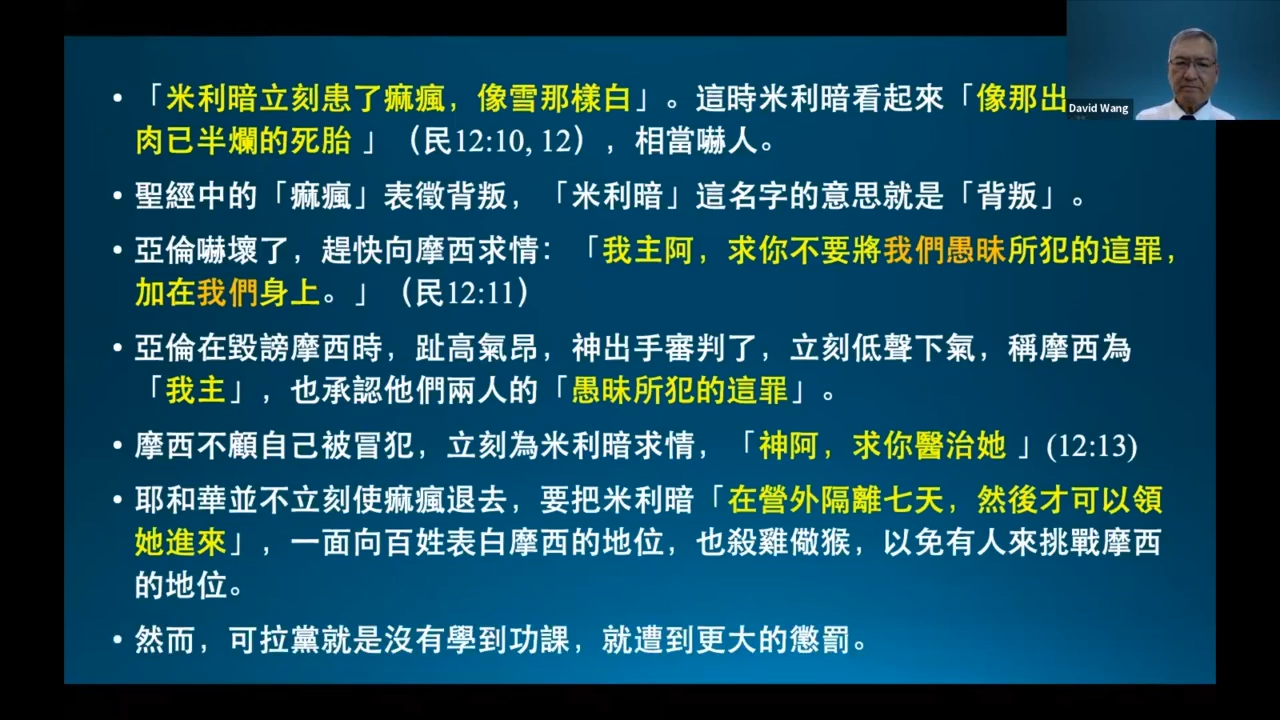 • 「米利暗立刻患了痲瘋，像雪那樣白」。這時米利暗看起來「像那出
肉已半爛的死胎 」（民12:10, 12），相當嚇人。
• 聖經中的「痲瘋」表徵背叛，「米利暗」這名字的意思就是「背叛」。
• 亞倫嚇壞了，趕快向摩西求情：「我主阿，求你不要將我們愚昧所犯的這罪，
加在我們身上。」（民12:11）
• 亞倫在毀謗摩西時，趾高氣昂，神出手審判了，立刻低聲下氣，稱摩西為
「我主」，也承認他們兩人的「愚昧所犯的這罪」。
• 摩西不顧自己被冒犯，立刻為米利暗求情，「神阿，求你醫治她 」(12:13)
• 耶和華並不立刻使痲瘋退去，要把米利暗「在營外隔離七天，然後才可以領
她進來」，一面向百姓表白摩西的地位，也殺雞儆猴，以免有人來挑戰摩西
的地位。
• 然而，可拉黨就是沒有學到功課，就遭到更大的懲罰。
David Wang